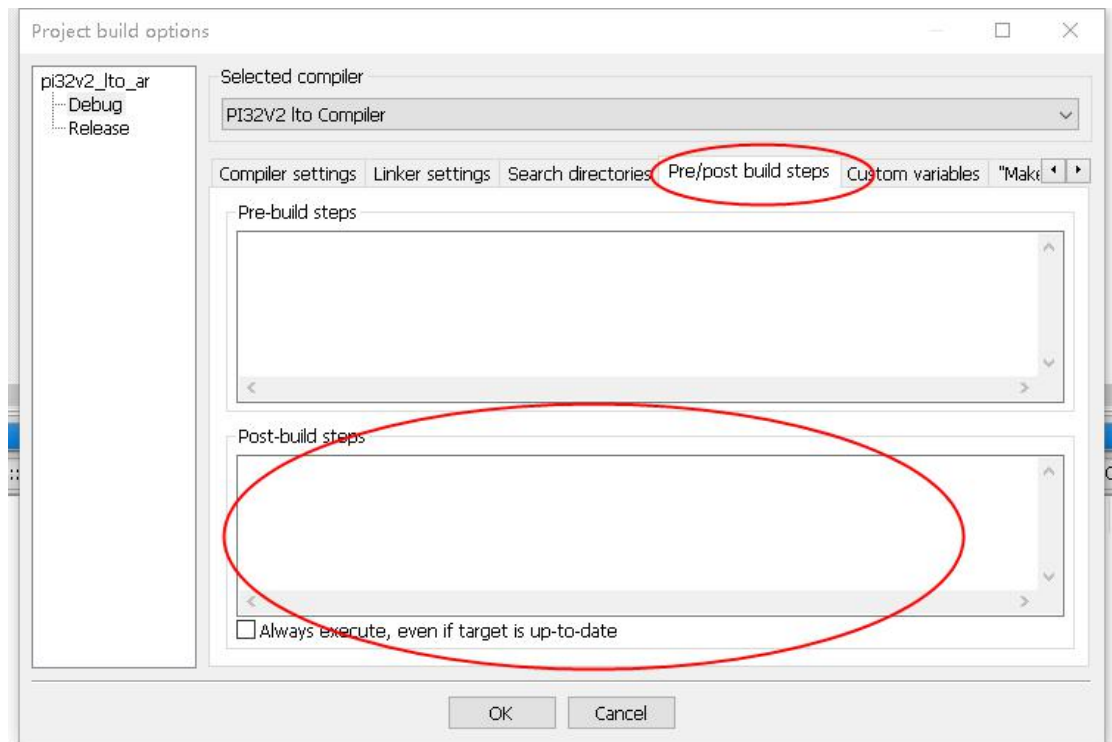 Project build options
pi32v2_lto_ar
Debug
Release
Selected compiler
PI32V2 lto Compiler
Compiler settings Linker settings Search directories Pre/post build steps Custom variables "Make
Pre-build steps
Post-build steps
Always execute, even if target is up-to-date
OK Cancel